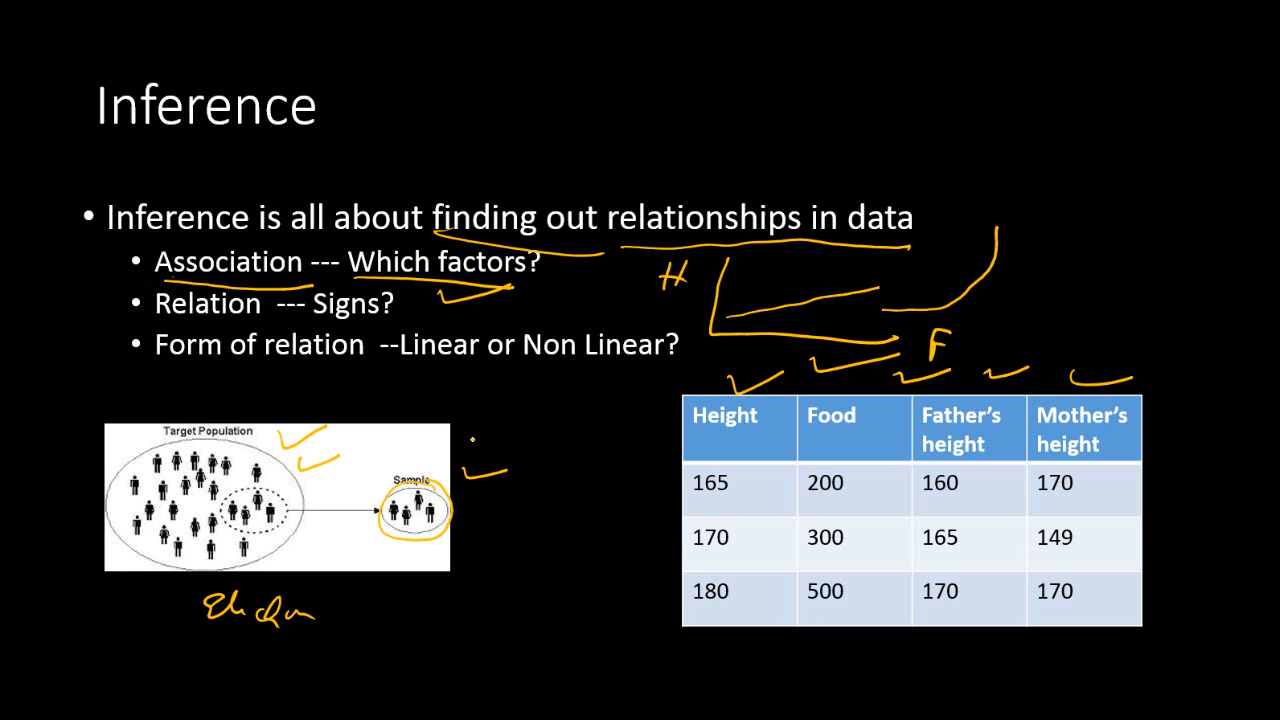 Inference
• Inference is all about finding out relationships in data
• Association --- Which factors?
• Relation --- Signs?
• Form of relation --Linear or Non Linear?
H
F
Target Population
Sample
Height Food Father's height Mother's height
165 200 160 170
170 300 165 149
180 500 170 170